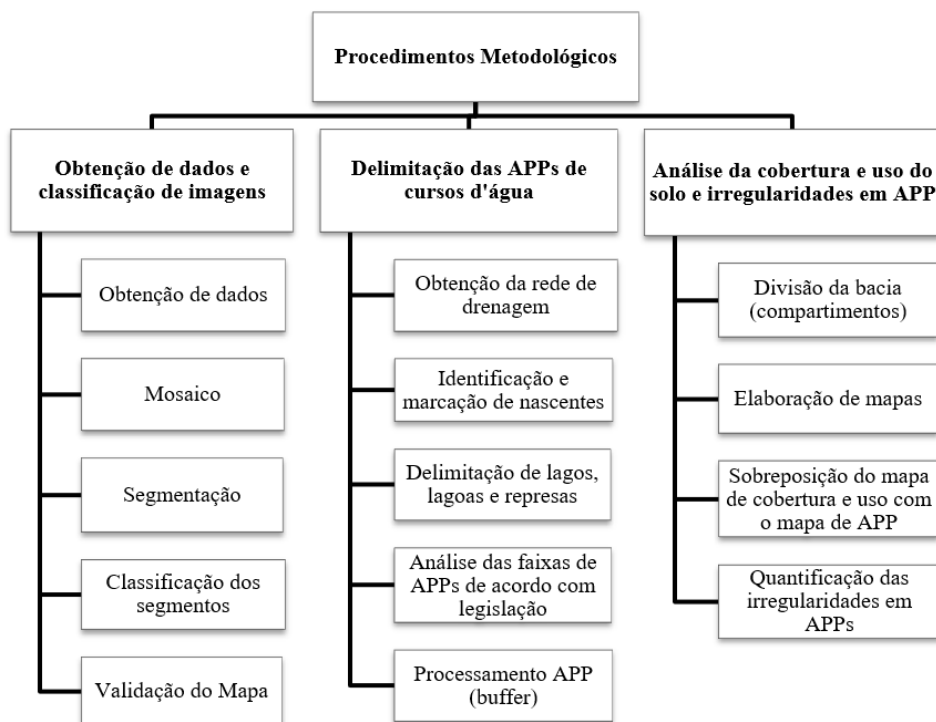 Procedimentos Metodológicos
Obtenção de dados e
classificação de imagens
Obtenção de dados
Mosaico
Segmentação
Classificação dos
segmentos
Validação do Mapa
Delimitação das APPs de
cursos d'água
Obtenção da rede de
drenagem
Identificação e
marcação de nascentes
Delimitação de lagos,
lagoas e represas
Análise das faixas de
APPs de acordo com
legislação
Processamento APP
(buffer)
Análise da cobertura e uso do
solo e irregularidades em APP
Divisão da bacia
(compartimentos)
Elaboração de mapas
Sobreposição do mapa
de cobertura e uso com
o mapa de APP
Quantificação das
irregularidades em
APPs